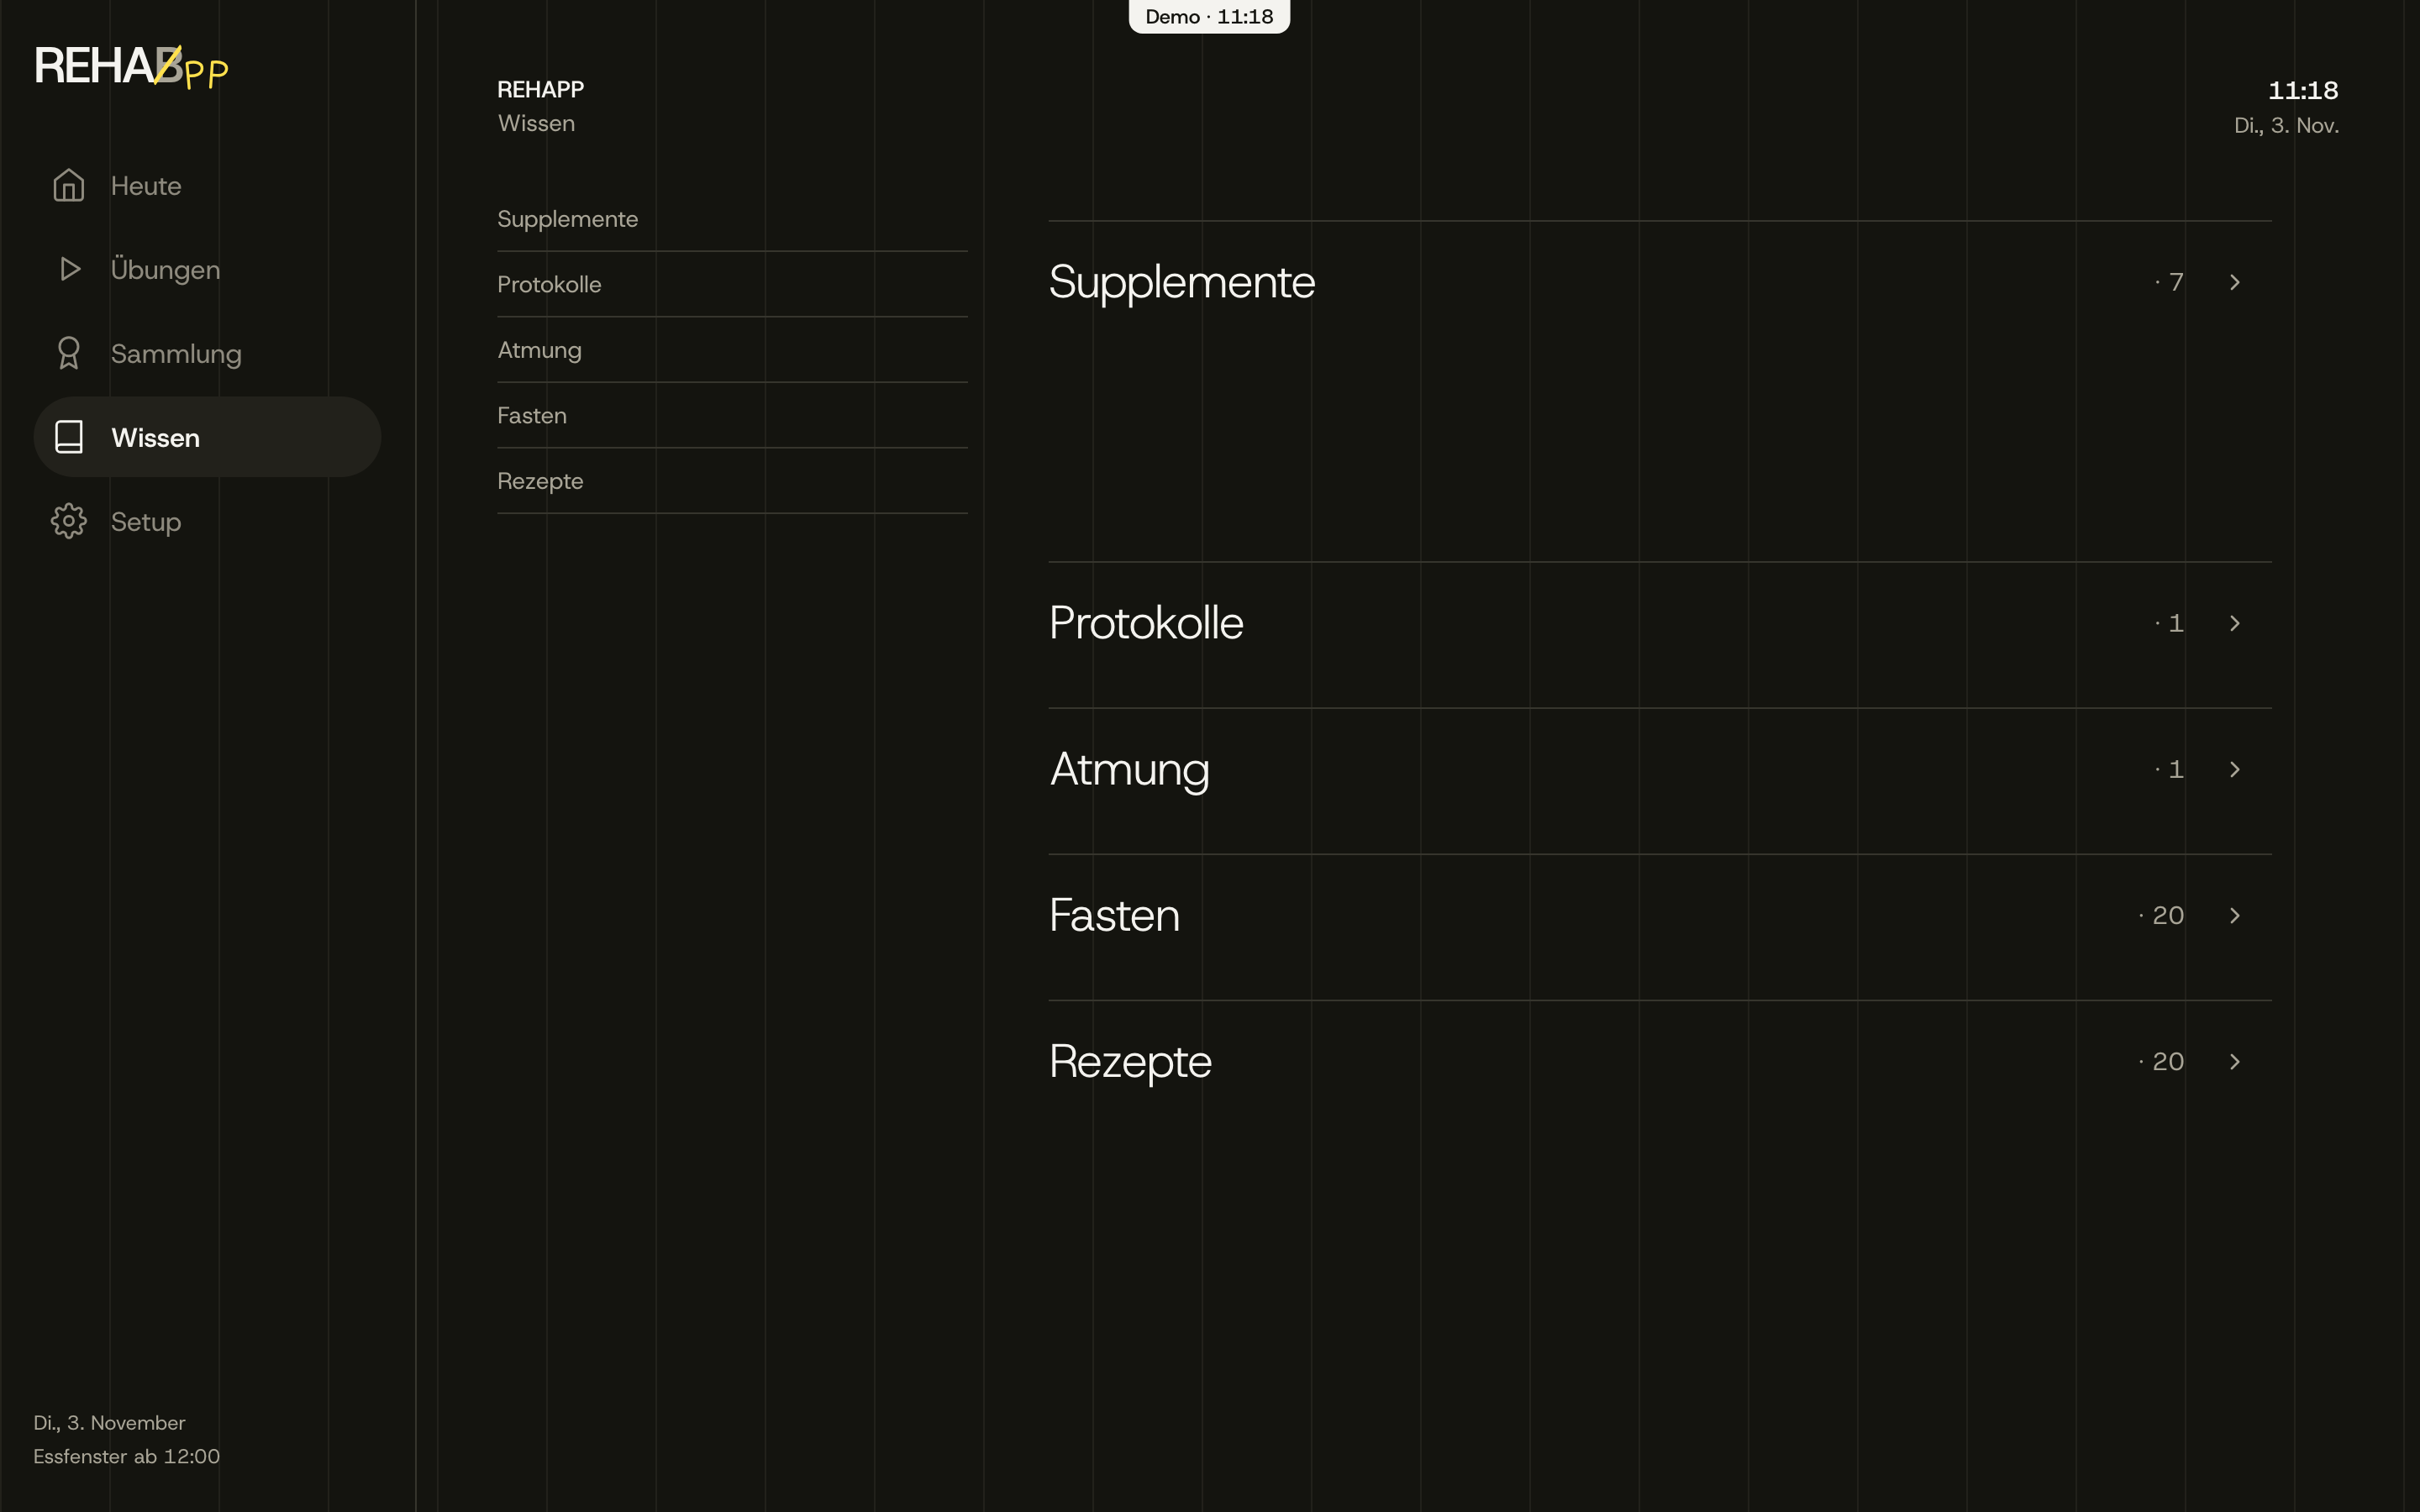 Demo · 11:18
REHABPP
Heute
Übungen
Sammlung
Wissen
Setup
Di., 3. November
Essfenster ab 12:00
REHAPP
Wissen
11:18
Di., 3. Nov.
Supplemente
Protokolle
Atmung
Fasten
Rezepte
Supplemente · 7
Protokolle · 1
Atmung · 1
Fasten · 20
Rezepte · 20